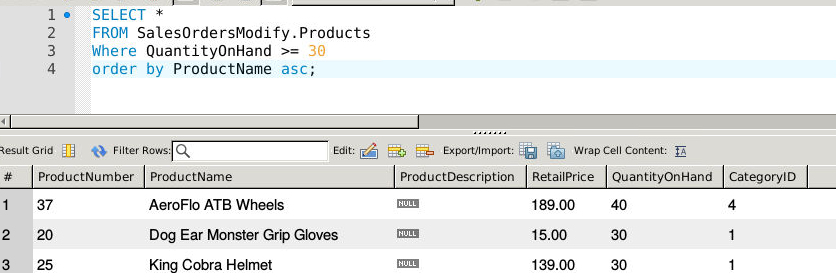 1 SELECT *
2 FROM SalesOrdersModify.Products
3 Where QuantityOnHand >= 30
4 order by ProductName asc;
Result Grid Filter Rows: Edit: Export/Import: Wrap Cell Content:
# ProductNumber ProductName ProductDescription RetailPrice QuantityOnHand CategoryID
1 37 AeroFlo ATB Wheels NULL 189.00 40 4
2 20 Dog Ear Monster Grip Gloves NULL 15.00 30 1
3 25 King Cobra Helmet NULL 139.00 30 1